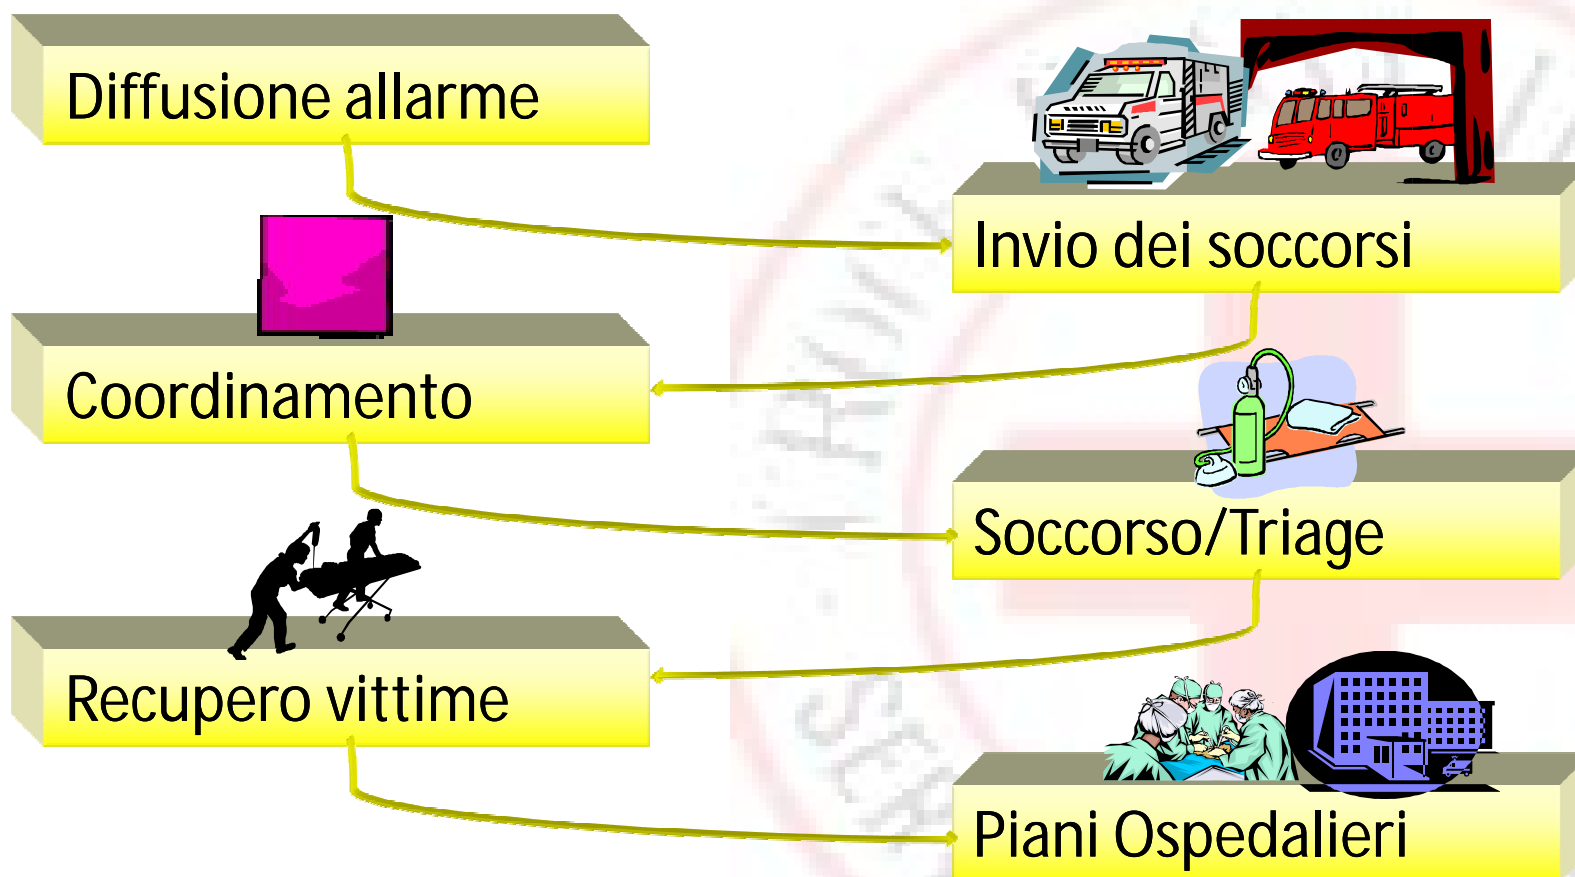 Diffusione allarme
Invio dei soccorsi
Coordinamento
Soccorso/Triage
Recupero vittime
Piani Ospedalieri